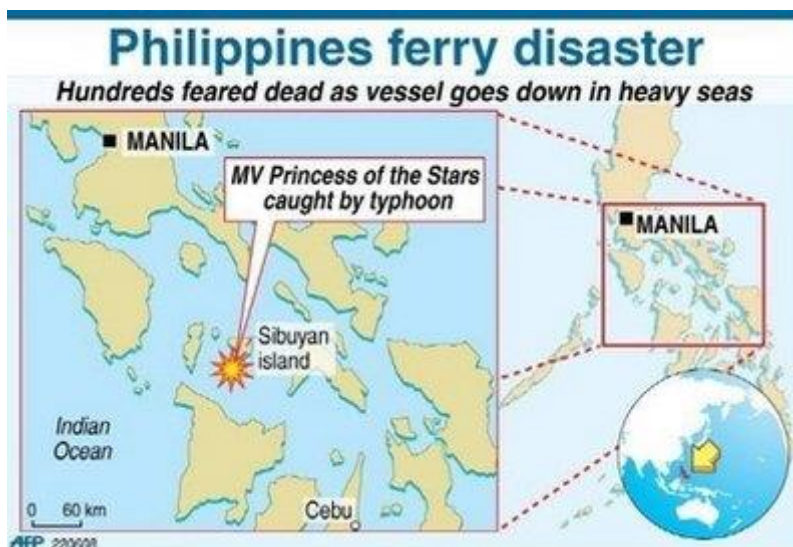 Philippines ferry disaster
Hundreds feared dead as vessel goes down in heavy seas
MANILA
MV Princess of the Stars
caught by typhoon
MANILA
Sibuyan
island
Indian
Ocean
0 60 km
Cebu
AFP 220608